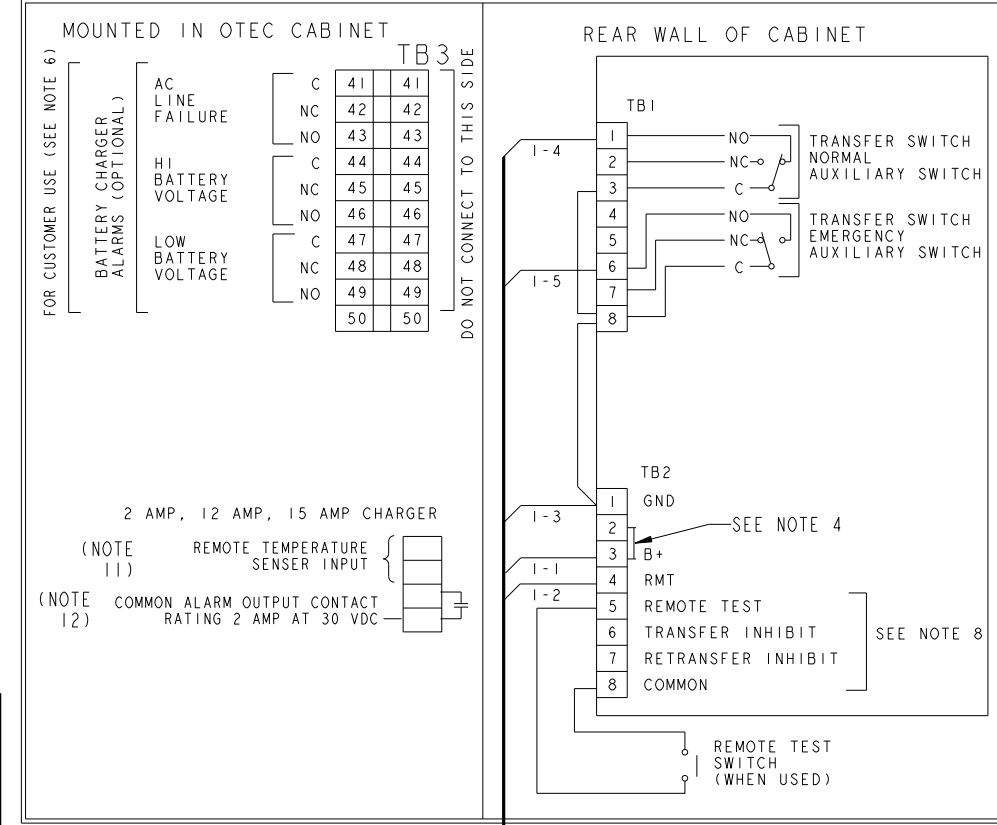 MOUNTED IN OTEC CABINET
TB3
FOR CUSTOMER USE (SEE NOTE 6)
BATTERY CHARGER
ALARMS (OPTIONAL)
AC
LINE
FAILURE
C 41 41
NC 42 42
NO 43 43
HI
BATTERY
VOLTAGE
C 44 44
NC 45 45
NO 46 46
LOW
BATTERY
VOLTAGE
C 47 47
NC 48 48
NO 49 49
50 50
DO NOT CONNECT TO THIS SIDE
2 AMP, 12 AMP, 15 AMP CHARGER
(NOTE
11)
REMOTE TEMPERATURE
SENSER INPUT
(NOTE
12)
COMMON ALARM OUTPUT CONTACT
RATING 2 AMP AT 30 VDC
REAR WALL OF CABINET
TB1
1
2
3
4
5
6
7
8
1-4
1-5
NO
NC
C
TRANSFER SWITCH
NORMAL
AUXILIARY SWITCH
NO
NC
C
TRANSFER SWITCH
EMERGENCY
AUXILIARY SWITCH
TB2
1 GND
2
3 B+
4 RMT
5 REMOTE TEST
6 TRANSFER INHIBIT
7 RETRANSFER INHIBIT
8 COMMON
1-3
1-1
1-2
SEE NOTE 4
SEE NOTE 8
REMOTE TEST
SWITCH
(WHEN USED)